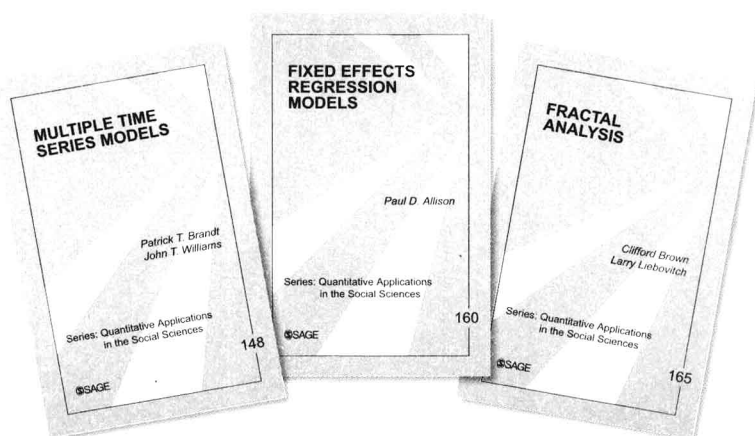 MULTIPLE TIME
SERIES MODELS
Patrick T. Brandt
John T. Williams
Series: Quantitative Applications
in the Social Sciences
148
SAGE
FIXED EFFECTS
REGRESSION
MODELS
Paul D. Allison
Series: Quantitative Applications
in the Social Sciences
160
SAGE
FRACTAL
ANALYSIS
Clifford Brown
Larry Liebovitch
Series: Quantitative Applications
in the Social Sciences
165
SAGE